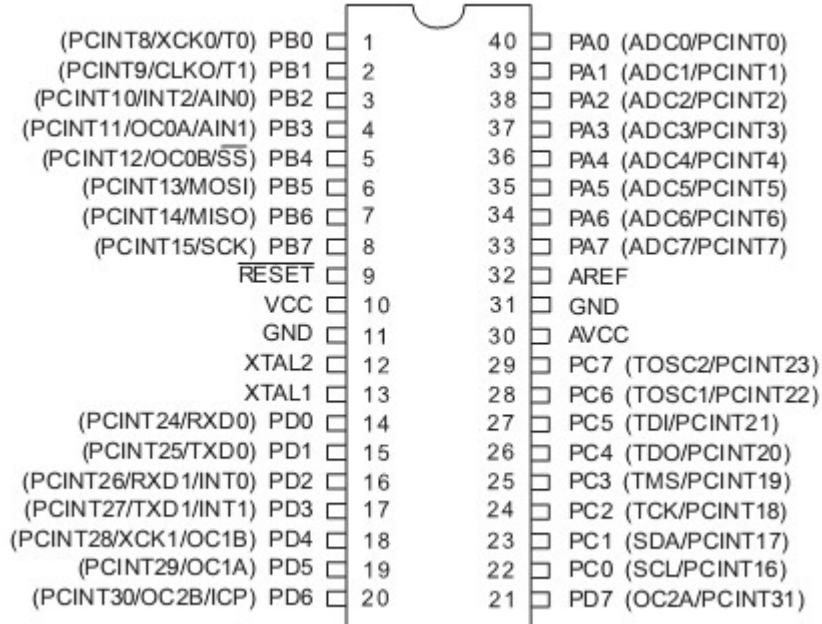 (PCINT8/XCK0/T0) PB0 1 40 PA0 (ADC0/PCINT0)
(PCINT9/CLKO/T1) PB1 2 39 PA1 (ADC1/PCINT1)
(PCINT10/INT2/AIN0) PB2 3 38 PA2 (ADC2/PCINT2)
(PCINT11/OC0A/AIN1) PB3 4 37 PA3 (ADC3/PCINT3)
(PCINT12/OC0B/SS) PB4 5 36 PA4 (ADC4/PCINT4)
(PCINT13/MOSI) PB5 6 35 PA5 (ADC5/PCINT5)
(PCINT14/MISO) PB6 7 34 PA6 (ADC6/PCINT6)
(PCINT15/SCK) PB7 8 33 PA7 (ADC7/PCINT7)
RESET 9 32 AREF
VCC 10 31 GND
GND 11 30 AVCC
XTAL2 12 29 PC7 (TOSC2/PCINT23)
XTAL1 13 28 PC6 (TOSC1/PCINT22)
(PCINT24/RXD0) PD0 14 27 PC5 (TDI/PCINT21)
(PCINT25/TXD0) PD1 15 26 PC4 (TDO/PCINT20)
(PCINT26/RXD1/INT0) PD2 16 25 PC3 (TMS/PCINT19)
(PCINT27/TXD1/INT1) PD3 17 24 PC2 (TCK/PCINT18)
(PCINT28/XCK1/OC1B) PD4 18 23 PC1 (SDA/PCINT17)
(PCINT29/OC1A) PD5 19 22 PC0 (SCL/PCINT16)
(PCINT30/OC2B/ICP) PD6 20 21 PD7 (OC2A/PCINT31)